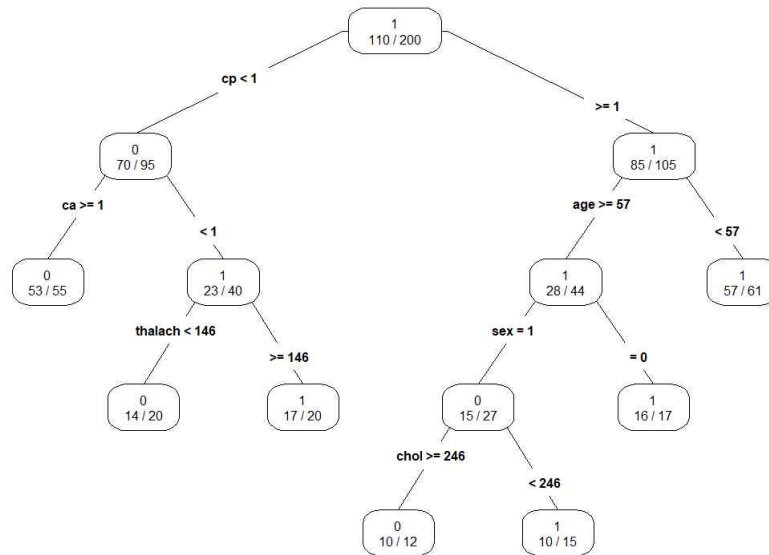 1
110 / 200
cp < 1
>= 1
0
70 / 95
1
85 / 105
ca >= 1
< 1
age >= 57
< 57
0
53 / 55
1
23 / 40
1
28 / 44
1
57 / 61
thalach < 146
>= 146
sex = 1
= 0
0
14 / 20
1
17 / 20
0
15 / 27
1
16 / 17
chol >= 246
< 246
0
10 / 12
1
10 / 15